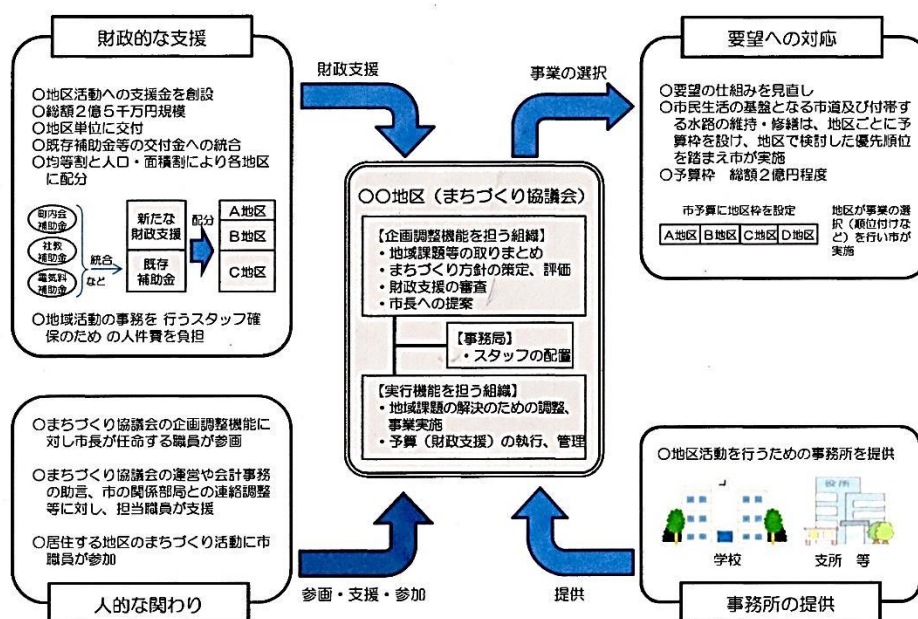 財政的な支援
○地区活動への支援金を創設
○総額2億5千万円規模
○地区単位に交付
○既存補助金等の交付金への統合
○均等割と人口・面積割により各地区
に配分
町内会
補助金
社教
補助金
電気料
補助金
統合
など
新たな
財政支援
既存
補助金
配分
A地区
B地区
C地区
○地域活動の事務を 行うスタッフ確
保のため の人件費を負担
財政支援
事業の選択
要望への対応
○要望の仕組みを見直し
○市民生活の基盤となる市道及び付帯す
る水路の維持・修繕は、地区ごとに予
算枠を設け、地区で検討した優先順位
を踏まえ市が実施
○予算枠 総額2億円程度
市予算に地区枠を設定
A地区 B地区 C地区 D地区
地区が事業の選
択(順位付けな
ど)を行い市が
実施
○○地区(まちづくり協議会)
【企画調整機能を担う組織】
・地域課題等の取りまとめ
・まちづくり方針の策定、評価
・財政支援の審査
・市長への提案
【事務局】
・スタッフの配置
【実行機能を担う組織】
・地域課題の解決のための調整、
事業実施
・予算(財政支援)の執行、管理
○まちづくり協議会の企画調整機能に
対し市長が任命する職員が参画
○まちづくり協議会の運営や会計事務
の助言、市の関係部局との連絡調整
等に対し、担当職員が支援
○居住する地区のまちづくり活動に市
職員が参加
人的な関わり
参画・支援・参加
提供
○地区活動を行うための事務所を提供
役所
学校
支所 等
事務所の提供